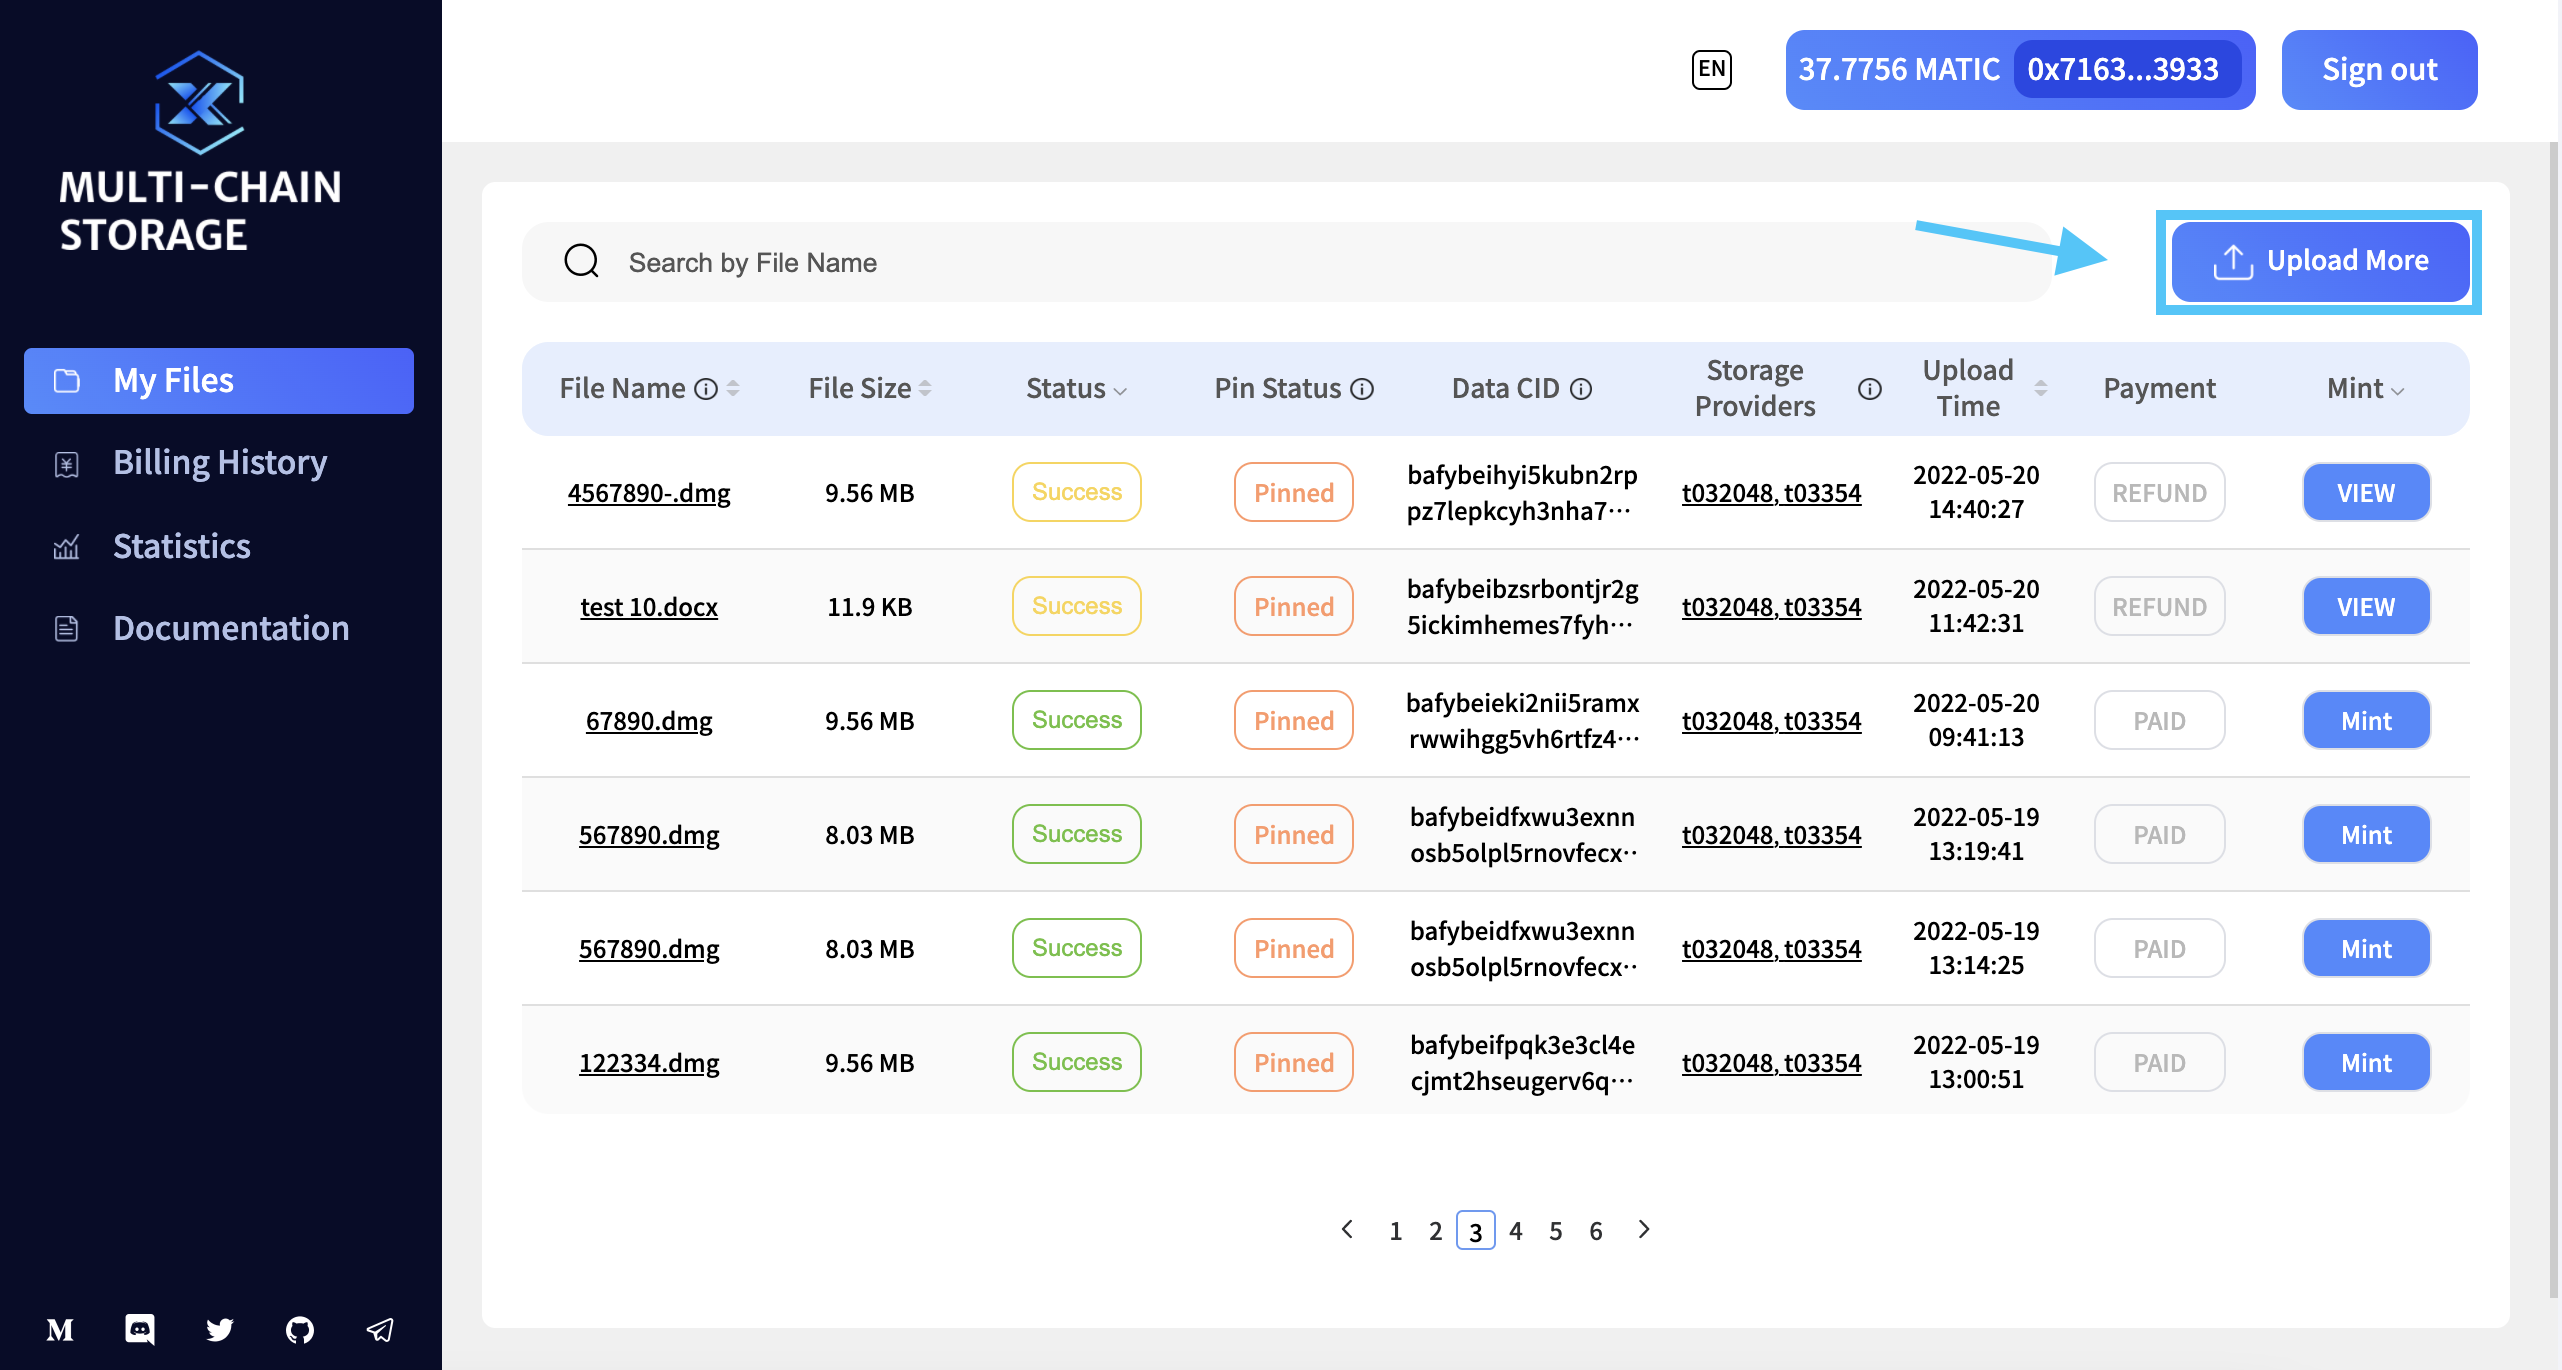 MULTI-CHAIN
STORAGE
My Files
Billing History
Statistics
Documentation
EN
37.7756 MATIC 0x7163...3933
Sign out
Search by File Name
Upload More
File Name File Size Status Pin Status Data CID Storage Providers Upload Time Payment Mint
4567890-.dmg 9.56 MB Success Pinned bafybeihyi5kubn2rp t032048, t03354 2022-05-20 REFUND VIEW
pz7lepkcyh3nha7··· 14:40:27
test 10.docx 11.9 KB Success Pinned bafybeibzsrbontjr2g t032048, t03354 2022-05-20 REFUND VIEW
5ickimhemes7fyh··· 11:42:31
67890.dmg 9.56 MB Success Pinned bafybeieki2nii5ramx t032048, t03354 2022-05-20 PAID Mint
rwwihgg5vh6rtfz4··· 09:41:13
567890.dmg 8.03 MB Success Pinned bafybeidfxwu3exnn t032048, t03354 2022-05-19 PAID Mint
osb5olpl5rnovfecx·· 13:19:41
567890.dmg 8.03 MB Success Pinned bafybeidfxwu3exnn t032048, t03354 2022-05-19 PAID Mint
osb5olpl5rnovfecx·· 13:14:25
122334.dmg 9.56 MB Success Pinned bafybeifpqk3e3cl4e t032048, t03354 2022-05-19 PAID Mint
cjmt2hseugerv6q··· 13:00:51
1 2 3 4 5 6